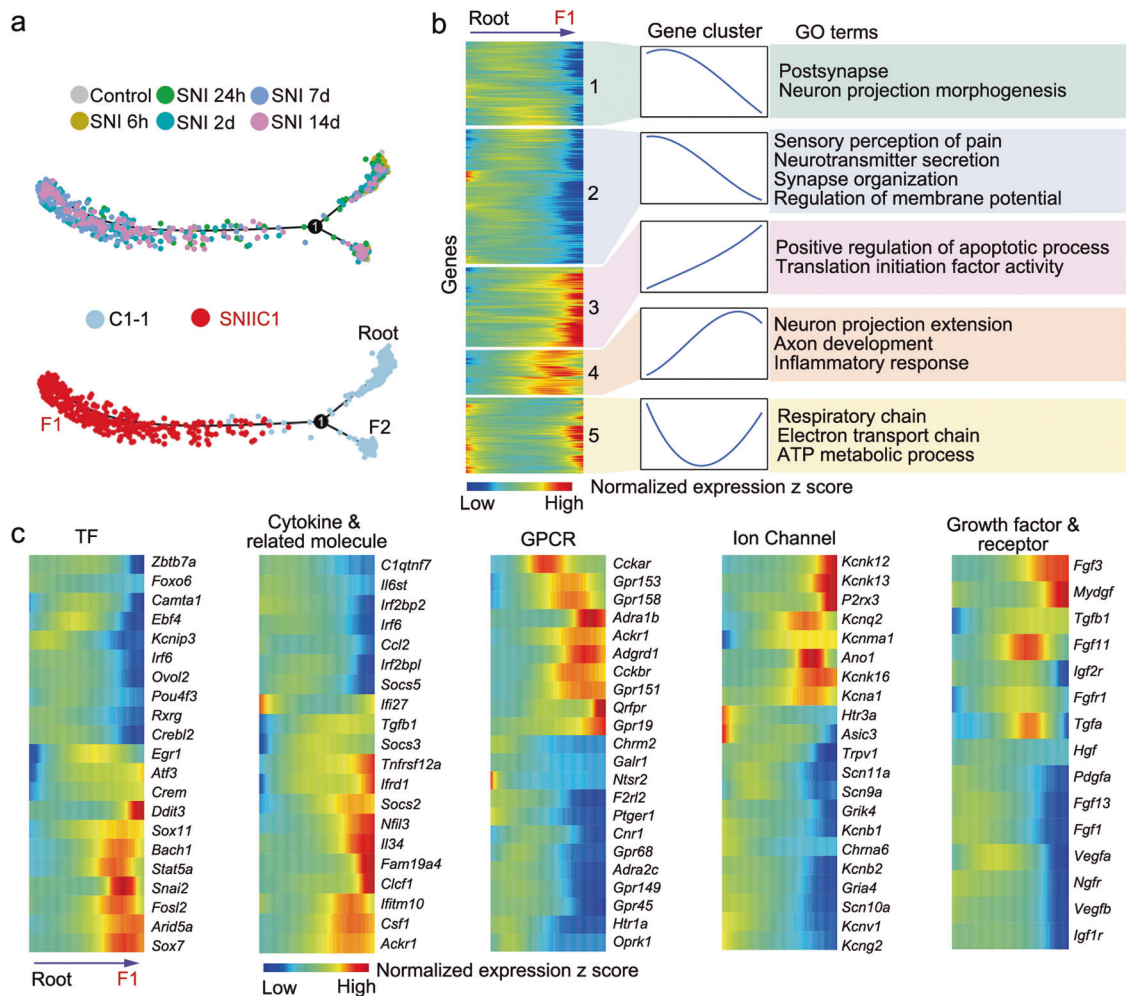 a
Control SNI 24h SNI 7d
SNI 6h SNI 2d SNI 14d
1
C1-1 SNIIC1
Root
F1
1
F2
b
Root F1
Gene cluster GO terms
Genes
1
Postsynapse
Neuron projection morphogenesis
2
Sensory perception of pain
Neurotransmitter secretion
Synapse organization
Regulation of membrane potential
3
Positive regulation of apoptotic process
Translation initiation factor activity
4
Neuron projection extension
Axon development
Inflammatory response
5
Respiratory chain
Electron transport chain
ATP metabolic process
Low High Normalized expression z score
c
TF
Zbtb7a
Foxo6
Camta1
Ebf4
Kcnip3
Irf6
Ovol2
Pou4f3
Rxrg
Crebl2
Egr1
Atf3
Crem
Ddit3
Sox11
Bach1
Stat5a
Snai2
Fosl2
Arid5a
Sox7
Root F1
Cytokine &
related molecule
C1qtnf7
Il6st
Irf2bp2
Irf6
Ccl2
Irf2bpl
Socs5
Ifi27
Tgfb1
Socs3
Tnfrsf12a
Ifrd1
Socs2
Nfil3
Il34
Fam19a4
Clcf1
Ifitm10
Csf1
Ackr1
Low High Normalized expression z score
GPCR
Cckar
Gpr153
Gpr158
Adra1b
Ackr1
Adgrd1
Cckbr
Gpr151
Qrfpr
Gpr19
Chrm2
Galr1
Ntsr2
F2rl2
Ptger1
Cnr1
Gpr68
Adra2c
Gpr149
Gpr45
Htr1a
Oprk1
Ion Channel
Kcnk12
Kcnk13
P2rx3
Kcnq2
Kcnma1
Ano1
Kcnk16
Kcna1
Htr3a
Asic3
Trpv1
Scn11a
Scn9a
Grik4
Kcnb1
Chrna6
Kcnb2
Gria4
Scn10a
Kcnv1
Kcng2
Growth factor &
receptor
Fgf3
Mydgf
Tgfb1
Fgf11
Igf2r
Fgfr1
Tgfa
Hgf
Pdgfa
Fgf13
Fgf1
Vegfa
Ngfr
Vegfb
Igf1r